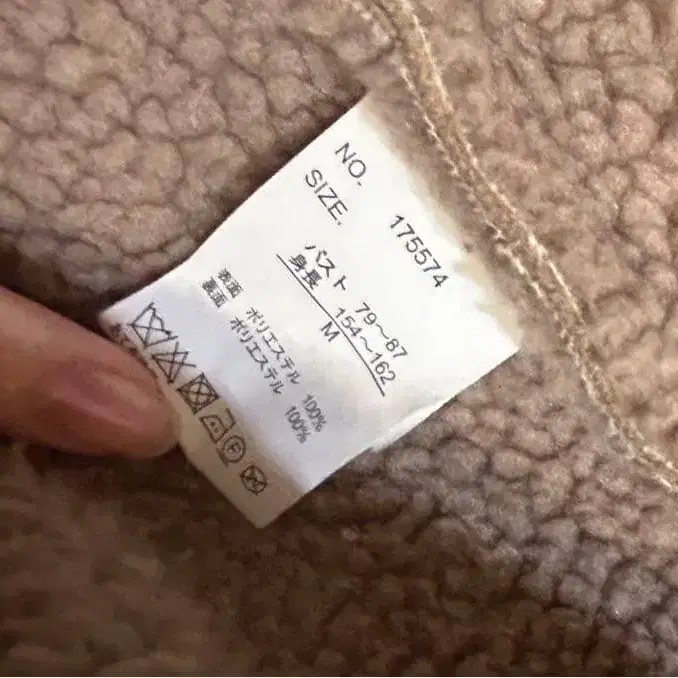 NO. 175574
SIZE.
バスト 79～87
身長 154～162
M
表面 ポリエステル 100%
裏面 ポリエステル 100%
F